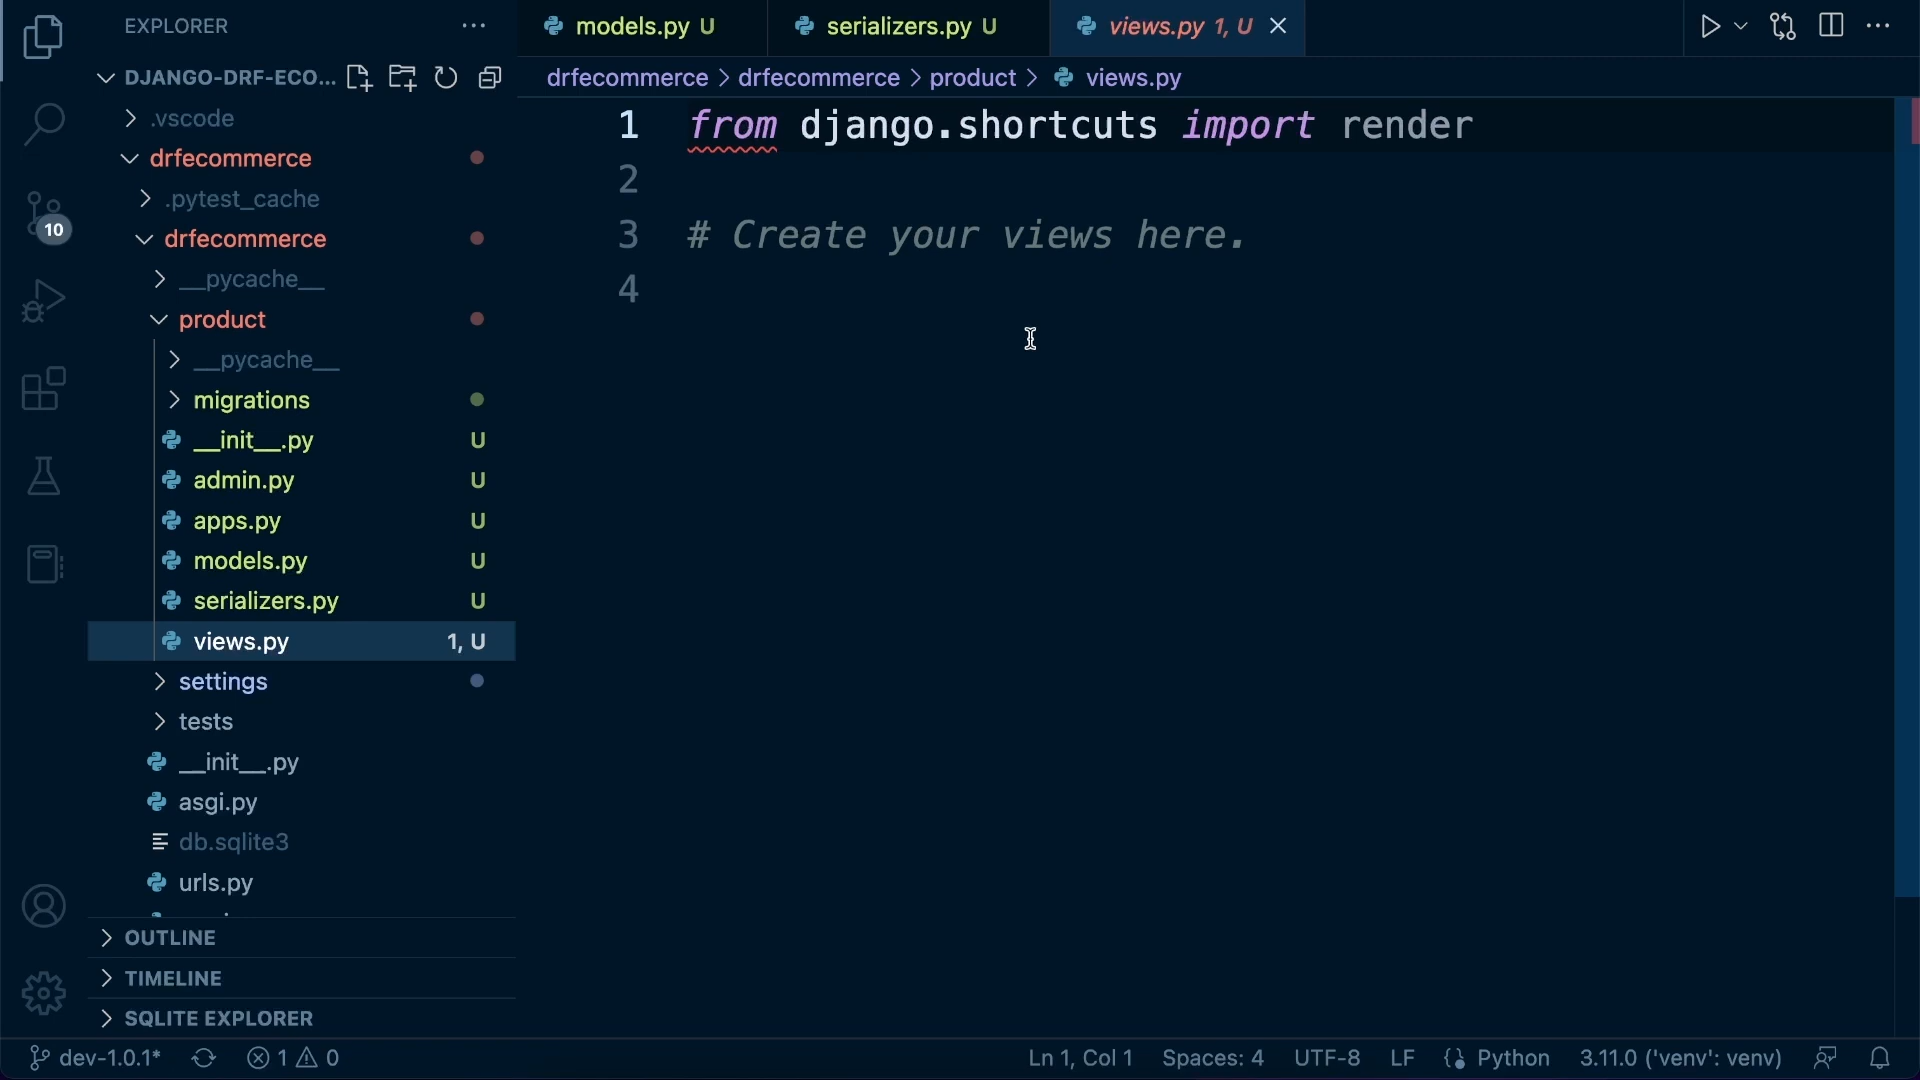 EXPLORER
DJANGO-DRF-ECO...
.vscode
drfecommerce
.pytest_cache
drfecommerce
__pycache__
product
__pycache__
migrations
__init__.py U
admin.py U
apps.py U
models.py U
serializers.py U
views.py 1, U
settings
tests
__init__.py
asgi.py
db.sqlite3
urls.py
OUTLINE
TIMELINE
SQLITE EXPLORER
10
models.py U
serializers.py U
views.py 1, U
drfecommerce > drfecommerce > product > views.py
1 from django.shortcuts import render
2
3 # Create your views here.
4
dev-1.0.1* 1 0 Ln 1, Col 1 Spaces: 4 UTF-8 LF Python 3.11.0 ('venv': venv)